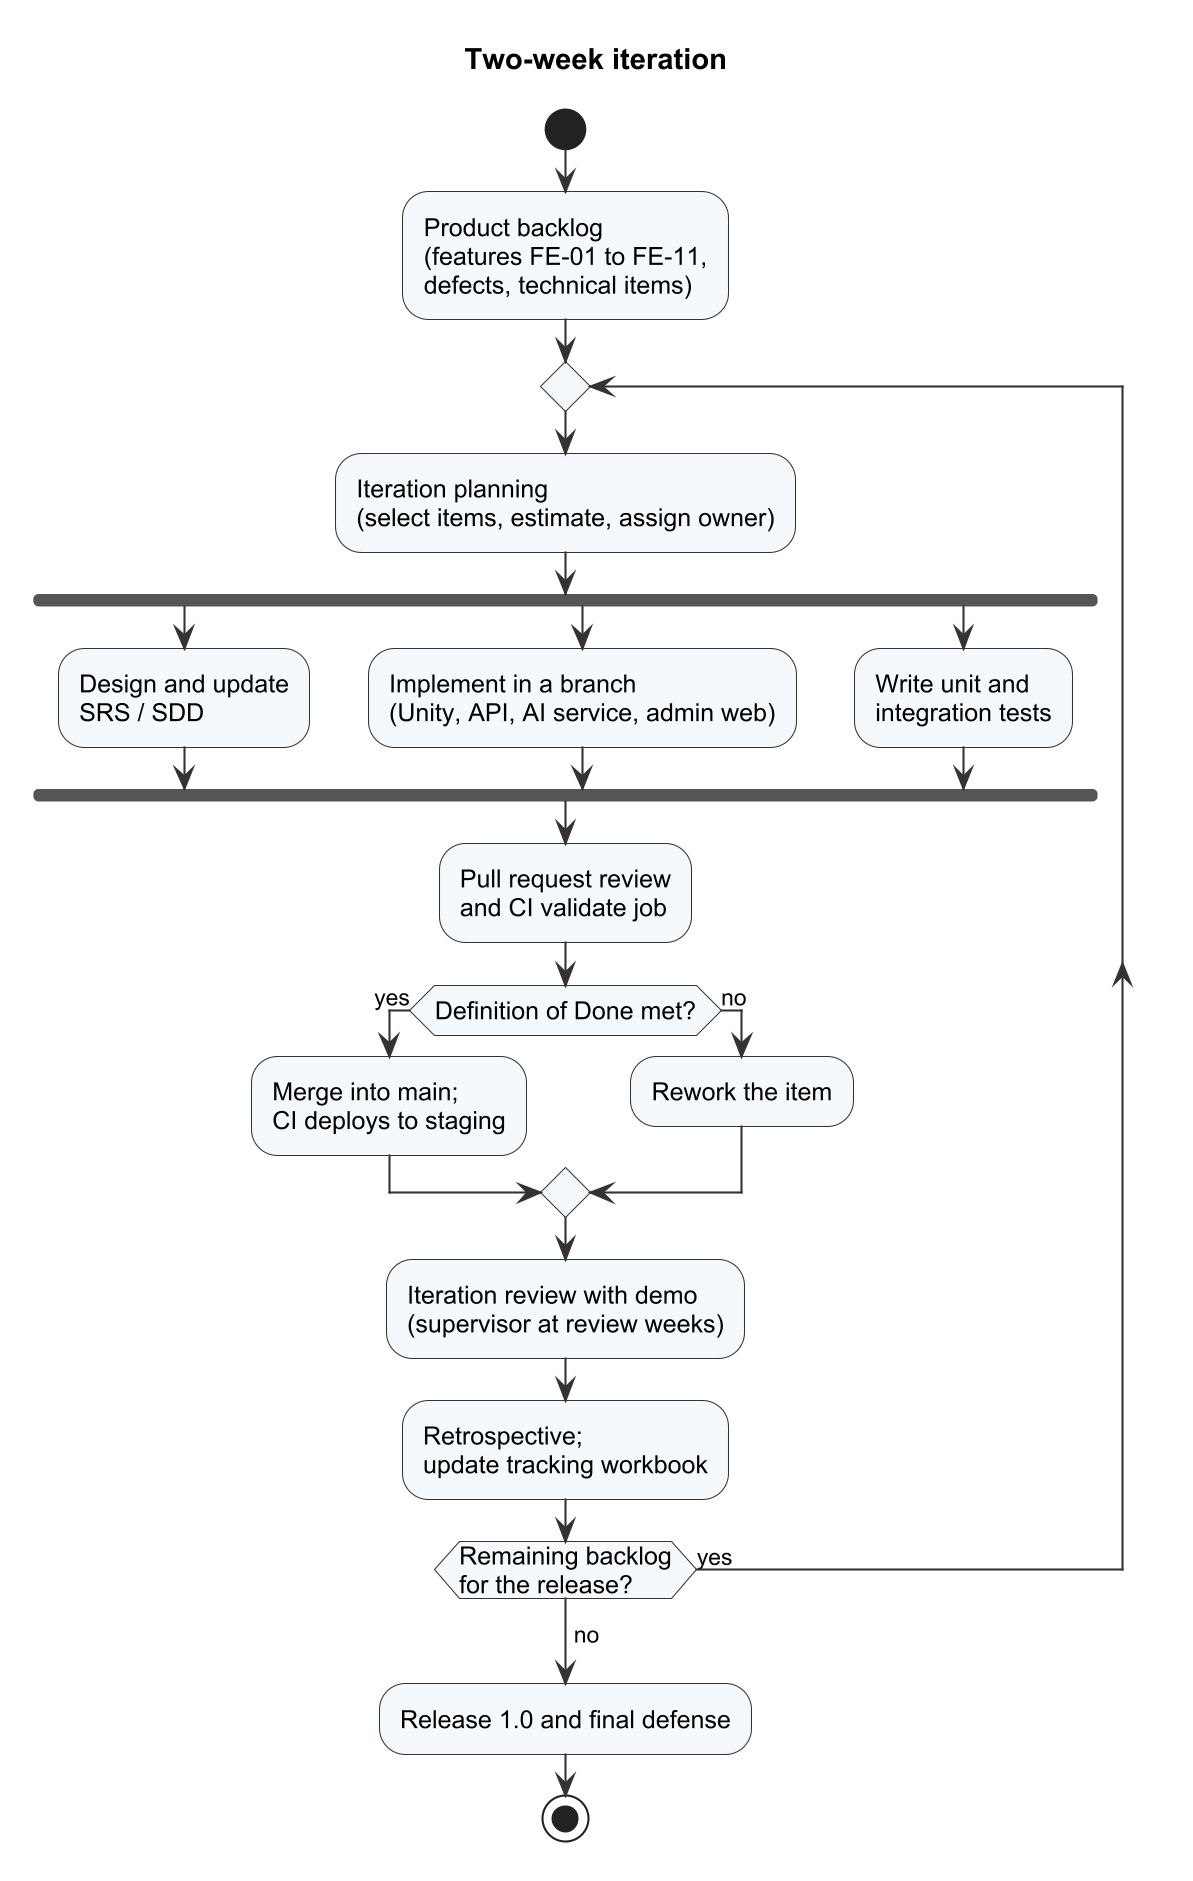 Two-week iteration
Product backlog
(features FE-01 to FE-11,
defects, technical items)
Iteration planning
(select items, estimate, assign owner)
Design and update
SRS / SDD
Implement in a branch
(Unity, API, AI service, admin web)
Write unit and
integration tests
Pull request review
and CI validate job
yes
Definition of Done met?
no
Merge into main;
CI deploys to staging
Rework the item
Iteration review with demo
(supervisor at review weeks)
Retrospective;
update tracking workbook
Remaining backlog
for the release?
yes
no
Release 1.0 and final defense